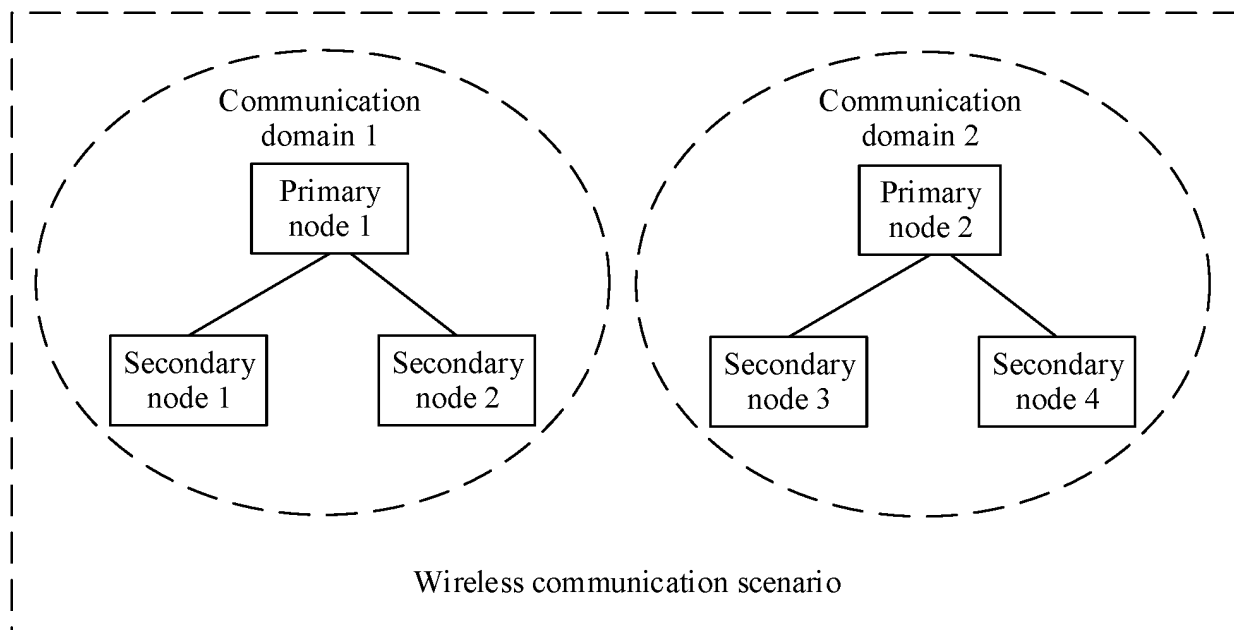 Communication
domain 1
Primary
node 1
Secondary
node 1
Secondary
node 2
Communication
domain 2
Primary
node 2
Secondary
node 3
Secondary
node 4
Wireless communication scenario